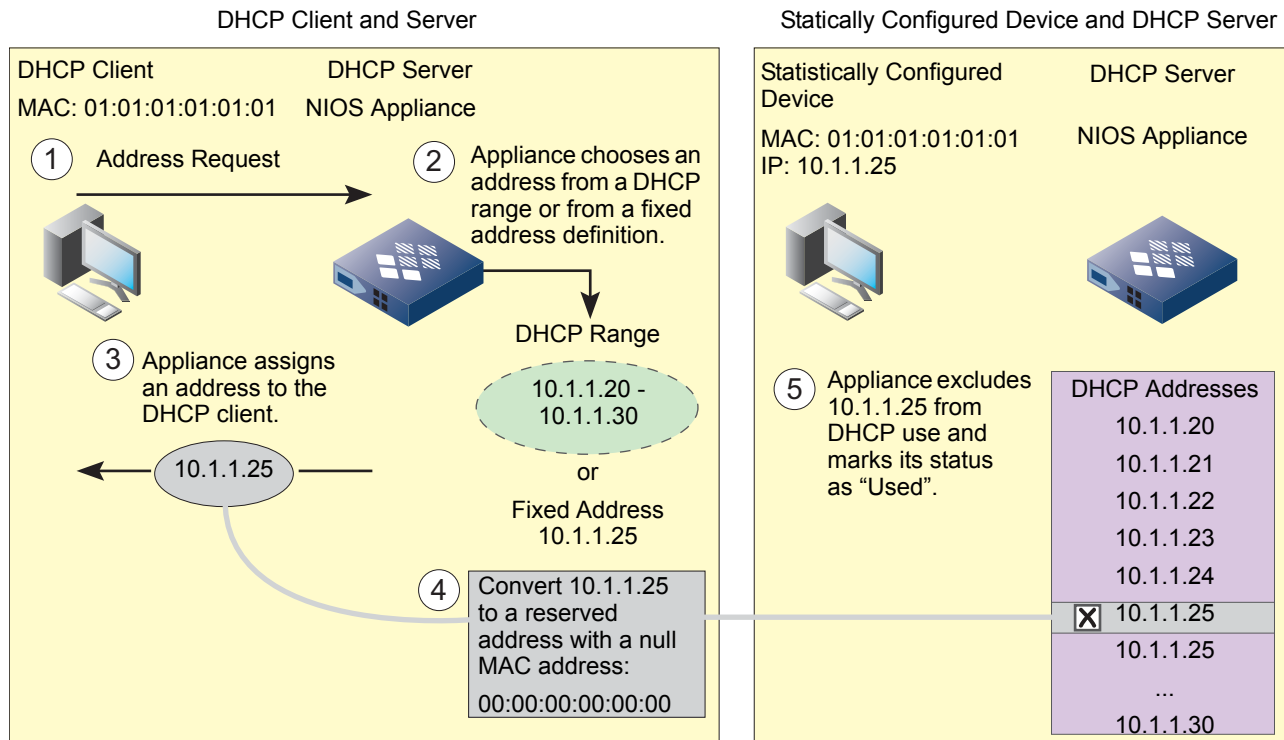 DHCP Client and Server
DHCP Client
MAC: 01:01:01:01:01:01
DHCP Server
NIOS Appliance
1
Address Request
2
Appliance chooses an
address from a DHCP
range or from a fixed
address definition.
DHCP Range
10.1.1.20 -
10.1.1.30
or
Fixed Address
10.1.1.25
3
Appliance assigns
an address to the
DHCP client.
10.1.1.25
4
Convert 10.1.1.25
to a reserved
address with a null
MAC address:
00:00:00:00:00:00
Statically Configured Device and DHCP Server
Statistically Configured
Device
MAC: 01:01:01:01:01:01
IP: 10.1.1.25
DHCP Server
NIOS Appliance
5
Appliance excludes
10.1.1.25 from
DHCP use and
marks its status
as “Used”.
DHCP Addresses
10.1.1.20
10.1.1.21
10.1.1.22
10.1.1.23
10.1.1.24
X 10.1.1.25
10.1.1.25
...
10.1.1.30